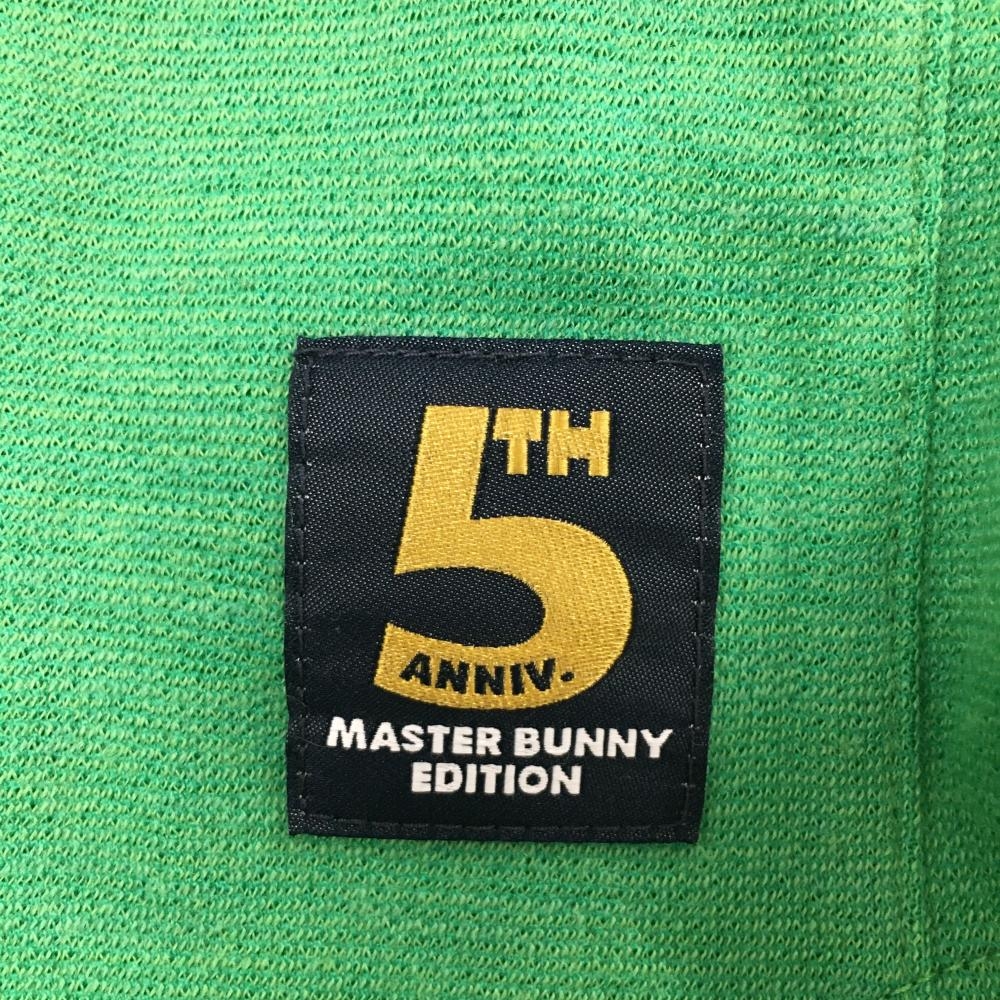 5TH
ANNIV.
MASTER BUNNY
EDITION